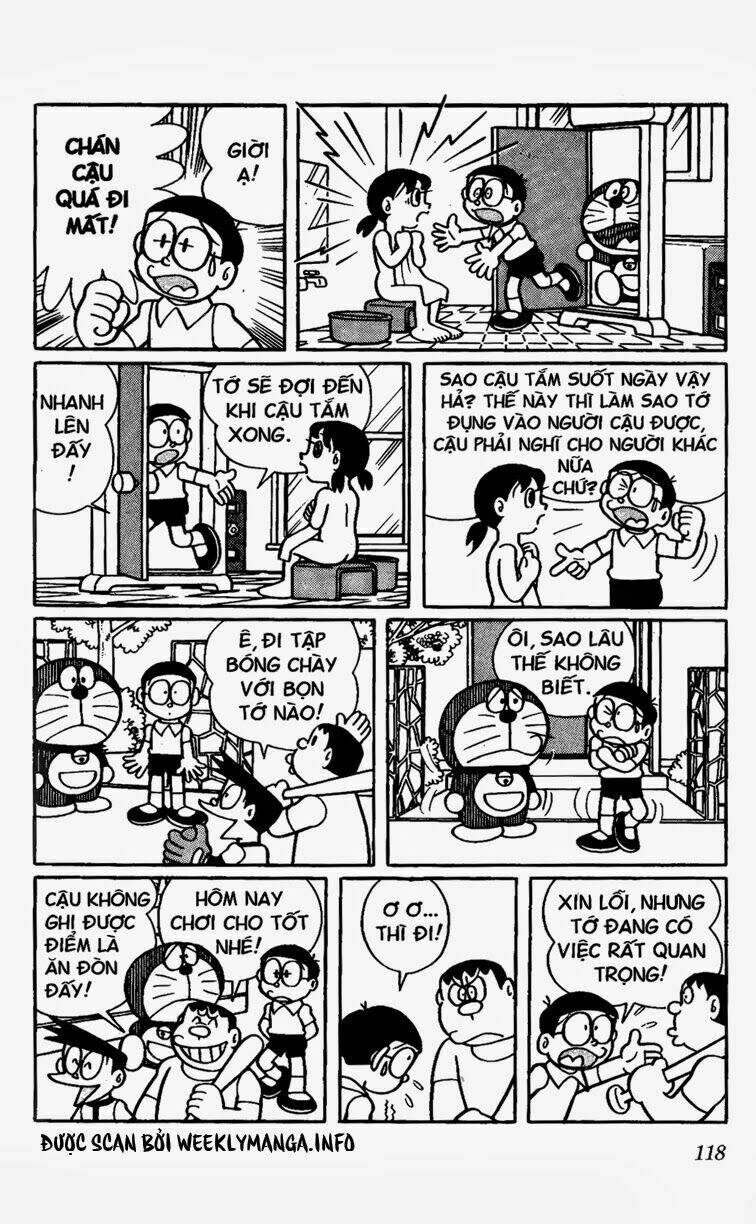 GIỜI
Ạ!
CHÁN
CẬU
QUÁ ĐI
MẤT!
SAO CẬU TẮM SUỐT NGÀY VẬY
HẢ? THẾ NÀY THÌ LÀM SAO TỚ
ĐỤNG VÀO NGƯỜI CẬU ĐƯỢC,
CẬU PHẢI NGHĨ CHO NGƯỜI KHÁC
NỮA
CHỨ?
TỚ SẼ ĐỢI ĐẾN
KHI CẬU TẮM
XONG.
NHANH
LÊN
ĐẤY
!
ÔI, SAO LÂU
THẾ KHÔNG
BIẾT.
Ê, ĐI TẬP
BÓNG CHÀY
VỚI BỌN
TỚ NÀO!
XIN LỖI, NHƯNG
TỚ ĐANG CÓ
VIỆC RẤT QUAN
TRỌNG!
Ơ Ơ...
THÌ ĐI!
HÔM NAY
CHƠI CHO TỐT
NHÉ!
CẬU KHÔNG
GHI ĐƯỢC
ĐIỂM LÀ
ĂN ĐÒN
ĐẤY!
ĐƯỢC SCAN BỞI WEEKLYMANGA.INFO
118